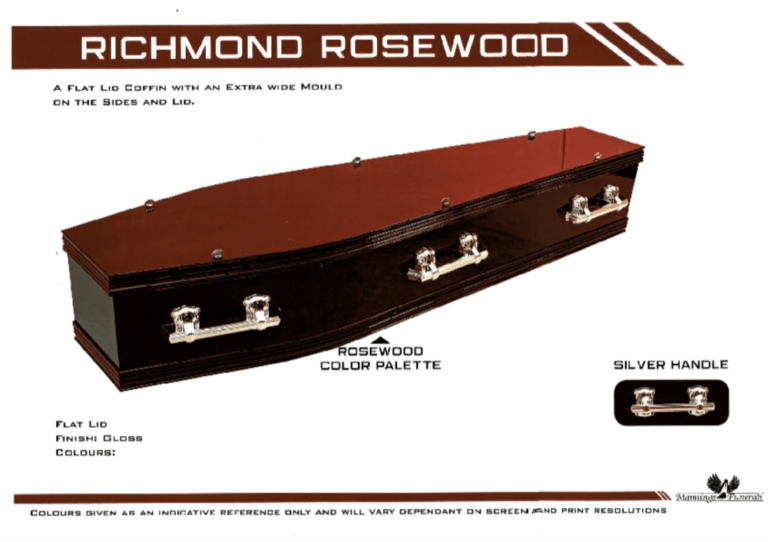 RICHMOND ROSEWOOD
A FLAT LID COFFIN WITH AN EXTRA WIDE MOULD
ON THE SIDES AND LID.
ROSEWOOD
COLOR PALETTE
SILVER HANDLE
FLAT LID
FINISH: GLOSS
COLOURS:
Mannings Funerals
COLOURS GIVEN AS AN INDICATIVE REFERENCE ONLY AND WILL VARY DEPENDANT ON SCREEN /AND PRINT RESOLUTIONS